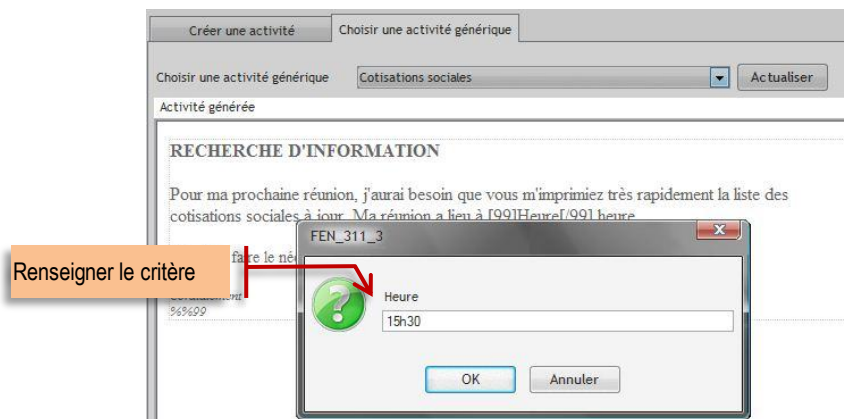 Créer une activité
Choisir une activité générique
Choisir une activité générique
Cotisations sociales
Actualiser
Activité générée
RECHERCHE D'INFORMATION
Pour ma prochaine réunion, j'aurai besoin que vous m'imprimiez très rapidement la liste des
cotisations sociales à jour. Ma réunion a lieu à [99]Heure[/99] heure
FEN_311_3
Renseigner le critère
faire le
%%99
Heure
15h30
OK
Annuler